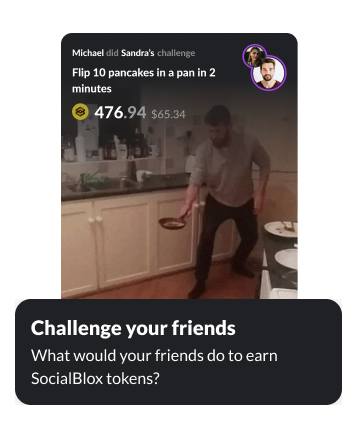 Michael did Sandra's challenge
Flip 10 pancakes in a pan in 2
minutes
476.94 $65.34
Challenge your friends
What would your friends do to earn
SocialBlox tokens?